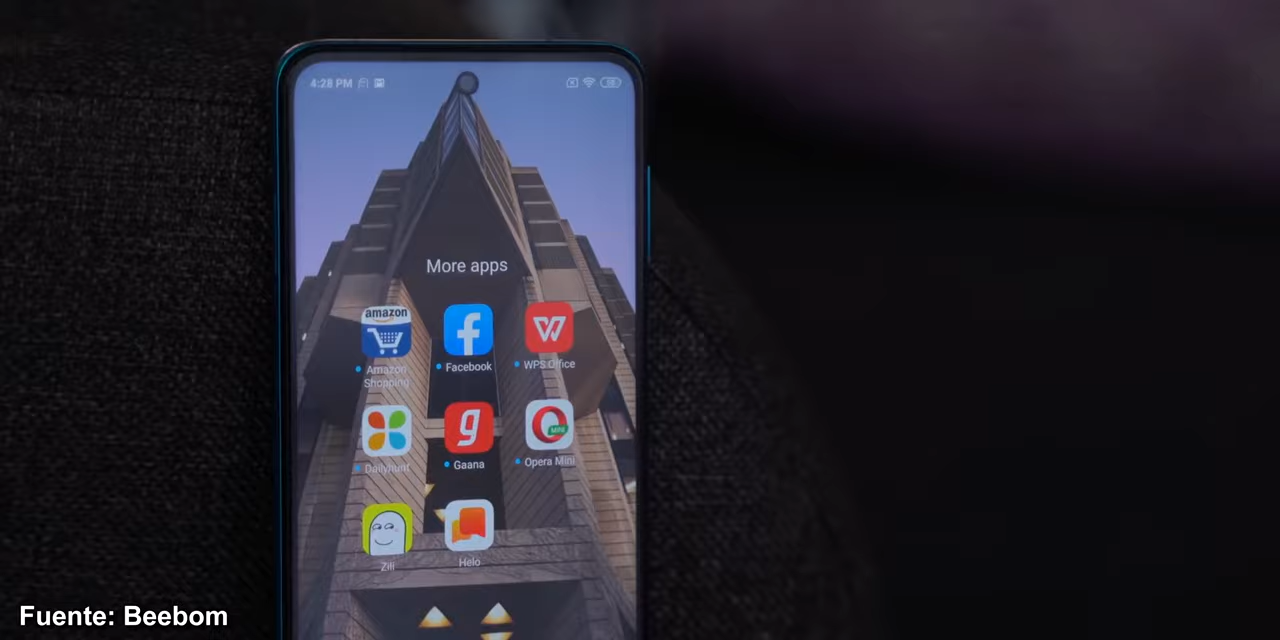 4:28 PM
More apps
amazon
Amazon
Shopping
Facebook
WPS Office
Dailyhunt
Gaana
MINI
Opera Mini
Zili
Helo
Fuente: Beebom